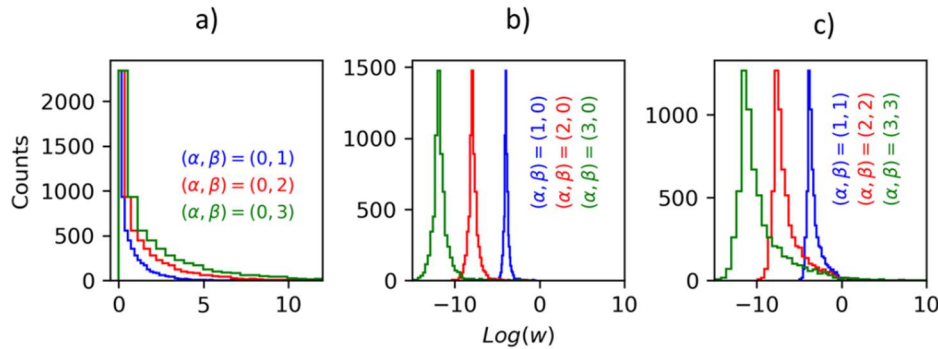 a)
b)
c)
Counts
2000
1500
1000
500
0
(α, β) = (0, 1)
(α, β) = (0, 2)
(α, β) = (0, 3)
0
5
10
1500
1000
500
0
(α, β) = (1, 0)
(α, β) = (2, 0)
(α, β) = (3, 0)
−10
0
10
Log(w)
1000
500
0
(α, β) = (1, 1)
(α, β) = (2, 2)
(α, β) = (3, 3)
−10
0
10